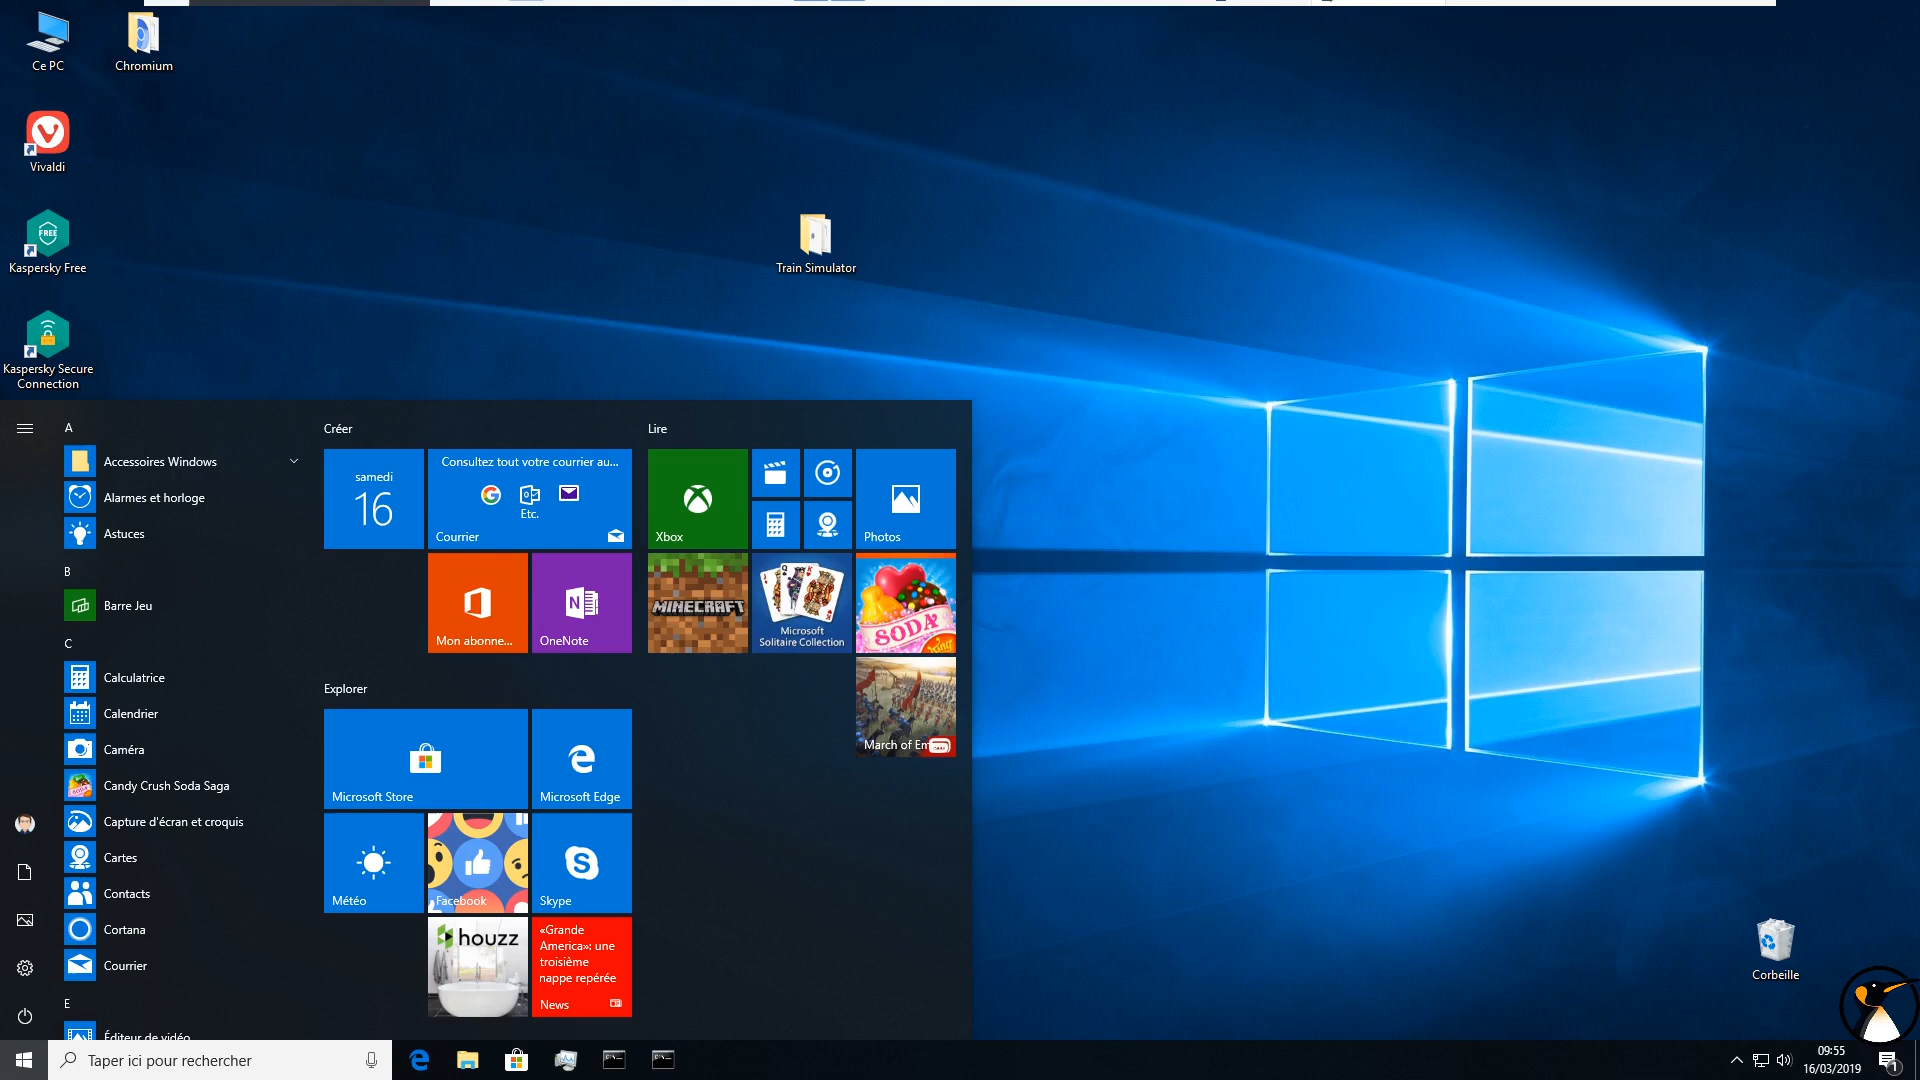 Ce PC
Chromium
Vivaldi
FREE
Kaspersky Free
Kaspersky Secure
Connection
Train Simulator
A
Accessoires Windows
Alarmes et horloge
Astuces
B
Barre Jeu
C
Calculatrice
Calendrier
Caméra
Candy Crush Soda Saga
Capture d'écran et croquis
Cartes
Contacts
Cortana
Courrier
E
Éditeur de vidéo
Créer
samedi
16
Consultez tout votre courrier au...
Etc.
Courrier
Mon abonne...
OneNote
Explorer
Microsoft Store
Microsoft Edge
Météo
Facebook
Skype
houzz
«Grande
America»: une
troisième
nappe repérée
News
Lire
Xbox
Photos
MINECRAFT
Microsoft
Solitaire Collection
SODA
King
March of Em
Corbeille
Taper ici pour rechercher
09:55
16/03/2019
1